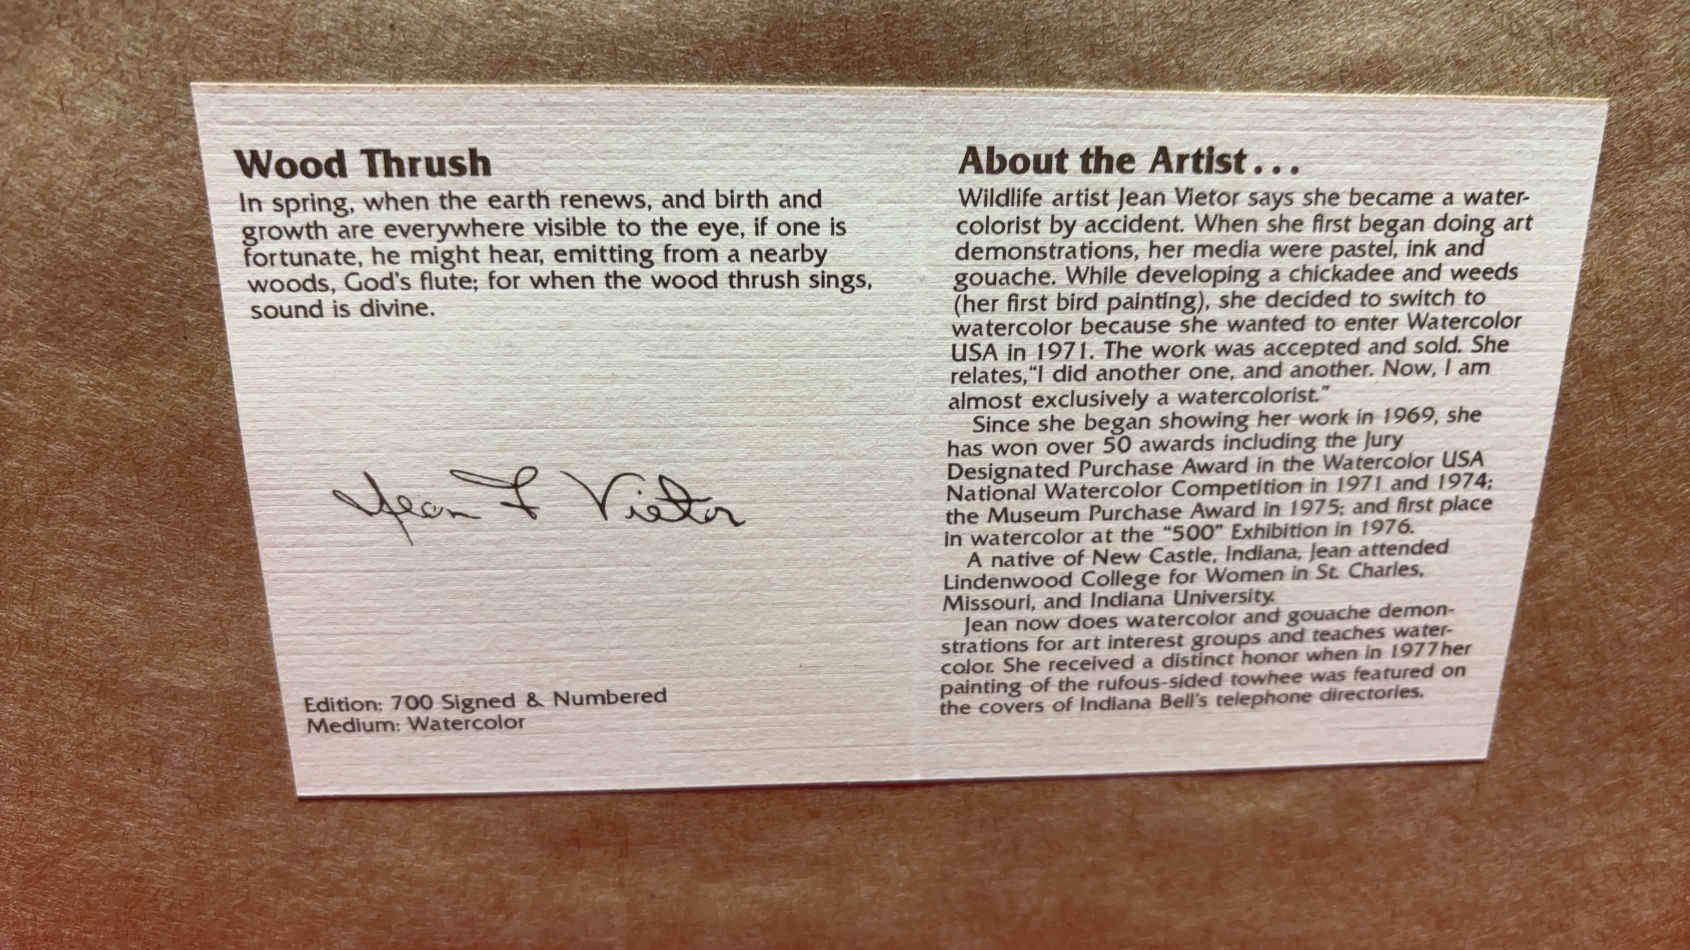 Wood Thrush
In spring, when the earth renews, and birth and
growth are everywhere visible to the eye, if one is
fortunate, he might hear, emitting from a nearby
woods, God's flute; for when the wood thrush sings,
sound is divine.
Jean F Vietor
Edition: 700 Signed & Numbered
Medium: Watercolor
About the Artist...
Wildlife artist Jean Vietor says she became a water-
colorist by accident. When she first began doing art
demonstrations, her media were pastel, ink and
gouache. While developing a chickadee and weeds
(her first bird painting), she decided to switch to
watercolor because she wanted to enter Watercolor
USA in 1971. The work was accepted and sold. She
relates,"I did another one, and another. Now, I am
almost exclusively a watercolorist."
Since she began showing her work in 1969, she
has won over 50 awards including the Jury
Designated Purchase Award in the Watercolor USA
National Watercolor Competition in 1971 and 1974;
the Museum Purchase Award in 1975; and first place
in watercolor at the "500" Exhibition in 1976.
A native of New Castle, Indiana, Jean attended
Lindenwood College for Women in St. Charles,
Missouri, and Indiana University.
Jean now does watercolor and gouache demon-
strations for art interest groups and teaches water-
color. She received a distinct honor when in 1977 her
painting of the rufous-sided towhee was featured on
the covers of Indiana Bell's telephone directories.